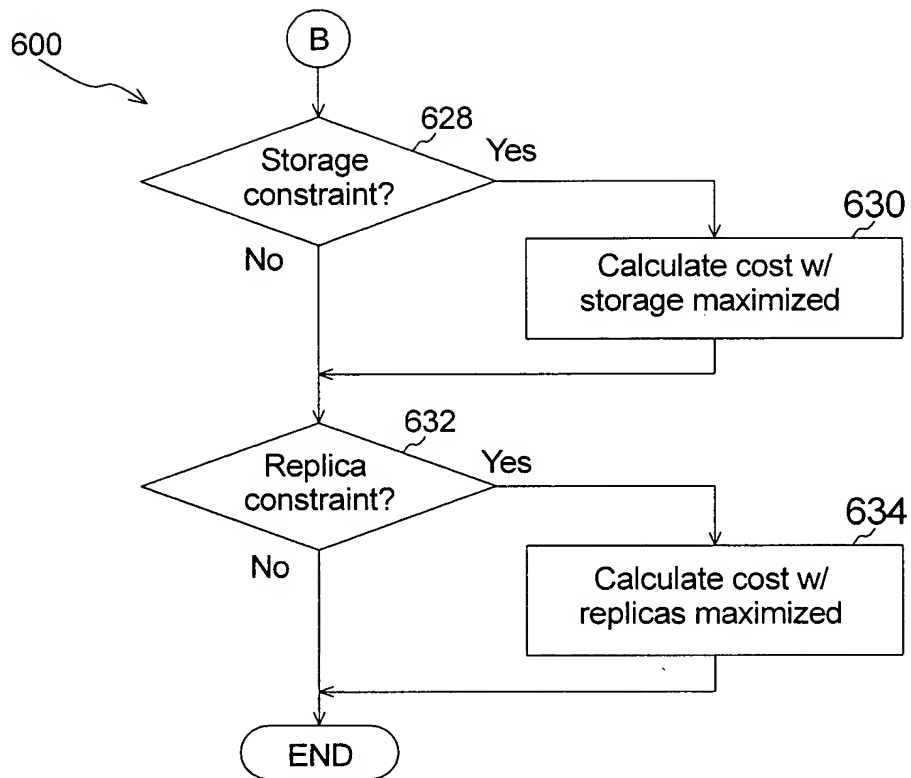 B
600
628
Yes
Storage
constraint?
630
No
Calculate cost w/
storage maximized
632
Yes
Replica
constraint?
634
No
Calculate cost w/
replicas maximized
END